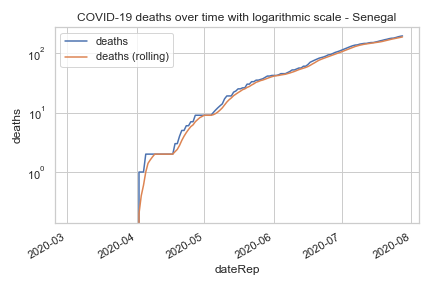 COVID-19 deaths over time with logarithmic scale - Senegal
deaths
deaths (rolling)
10²
10¹
10⁰
deaths
2020-03
2020-04
2020-05
2020-06
2020-07
2020-08
dateRep